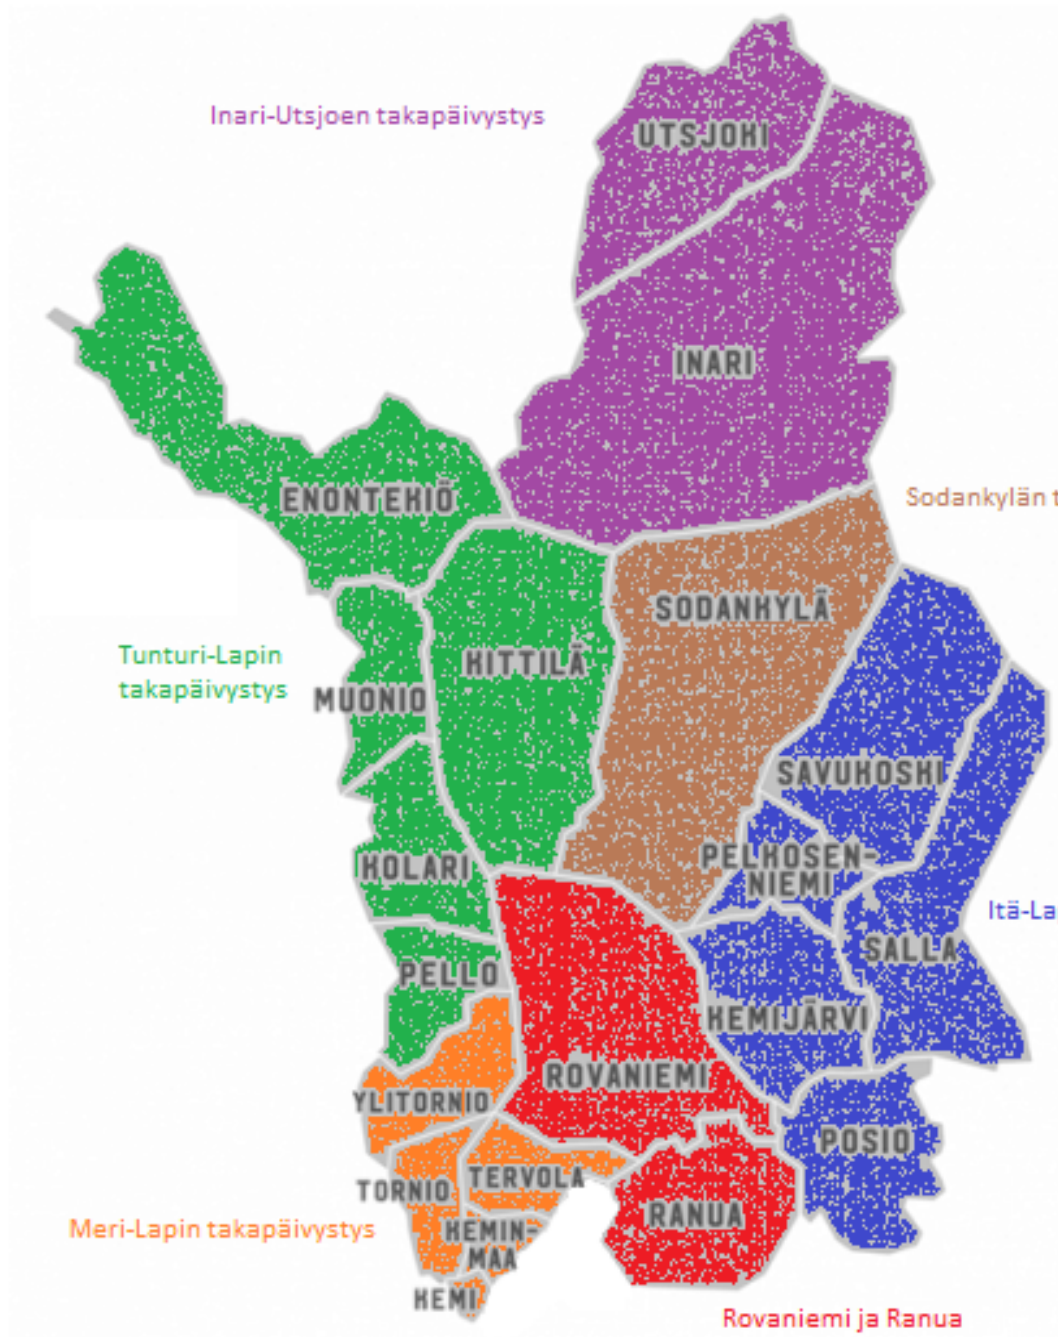 Inari-Utsjoen takapäivystys
UTSJOKI
INARI
ENONTEKIÖ
Sodankylän t
SODANKYLÄ
Tunturi-Lapin
takapäivystys
KITTILÄ
MUONIO
SAVUKOSKI
PELKOSEN-
NIEMI
KOLARI
Itä-La
SALLA
PELLO
KEMIJÄRVI
ROVANIEMI
YLITORNIO
POSIO
TERVOLA
TORNIO
RANUA
Meri-Lapin takapäivystys
KEMIN-
MAA
KEMI
Rovaniemi ja Ranua